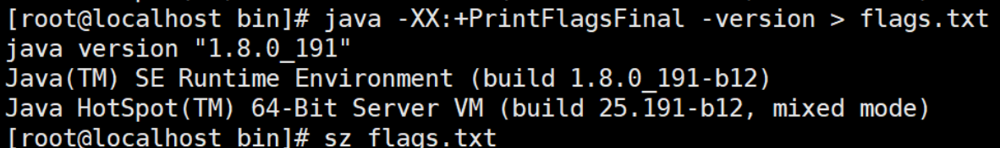 [root@localhost bin]# java -XX:+PrintFlagsFinal -version > flags.txt
java version "1.8.0_191"
Java(TM) SE Runtime Environment (build 1.8.0_191-b12)
Java HotSpot(TM) 64-Bit Server VM (build 25.191-b12, mixed mode)
[root@localhost bin]# sz flags.txt